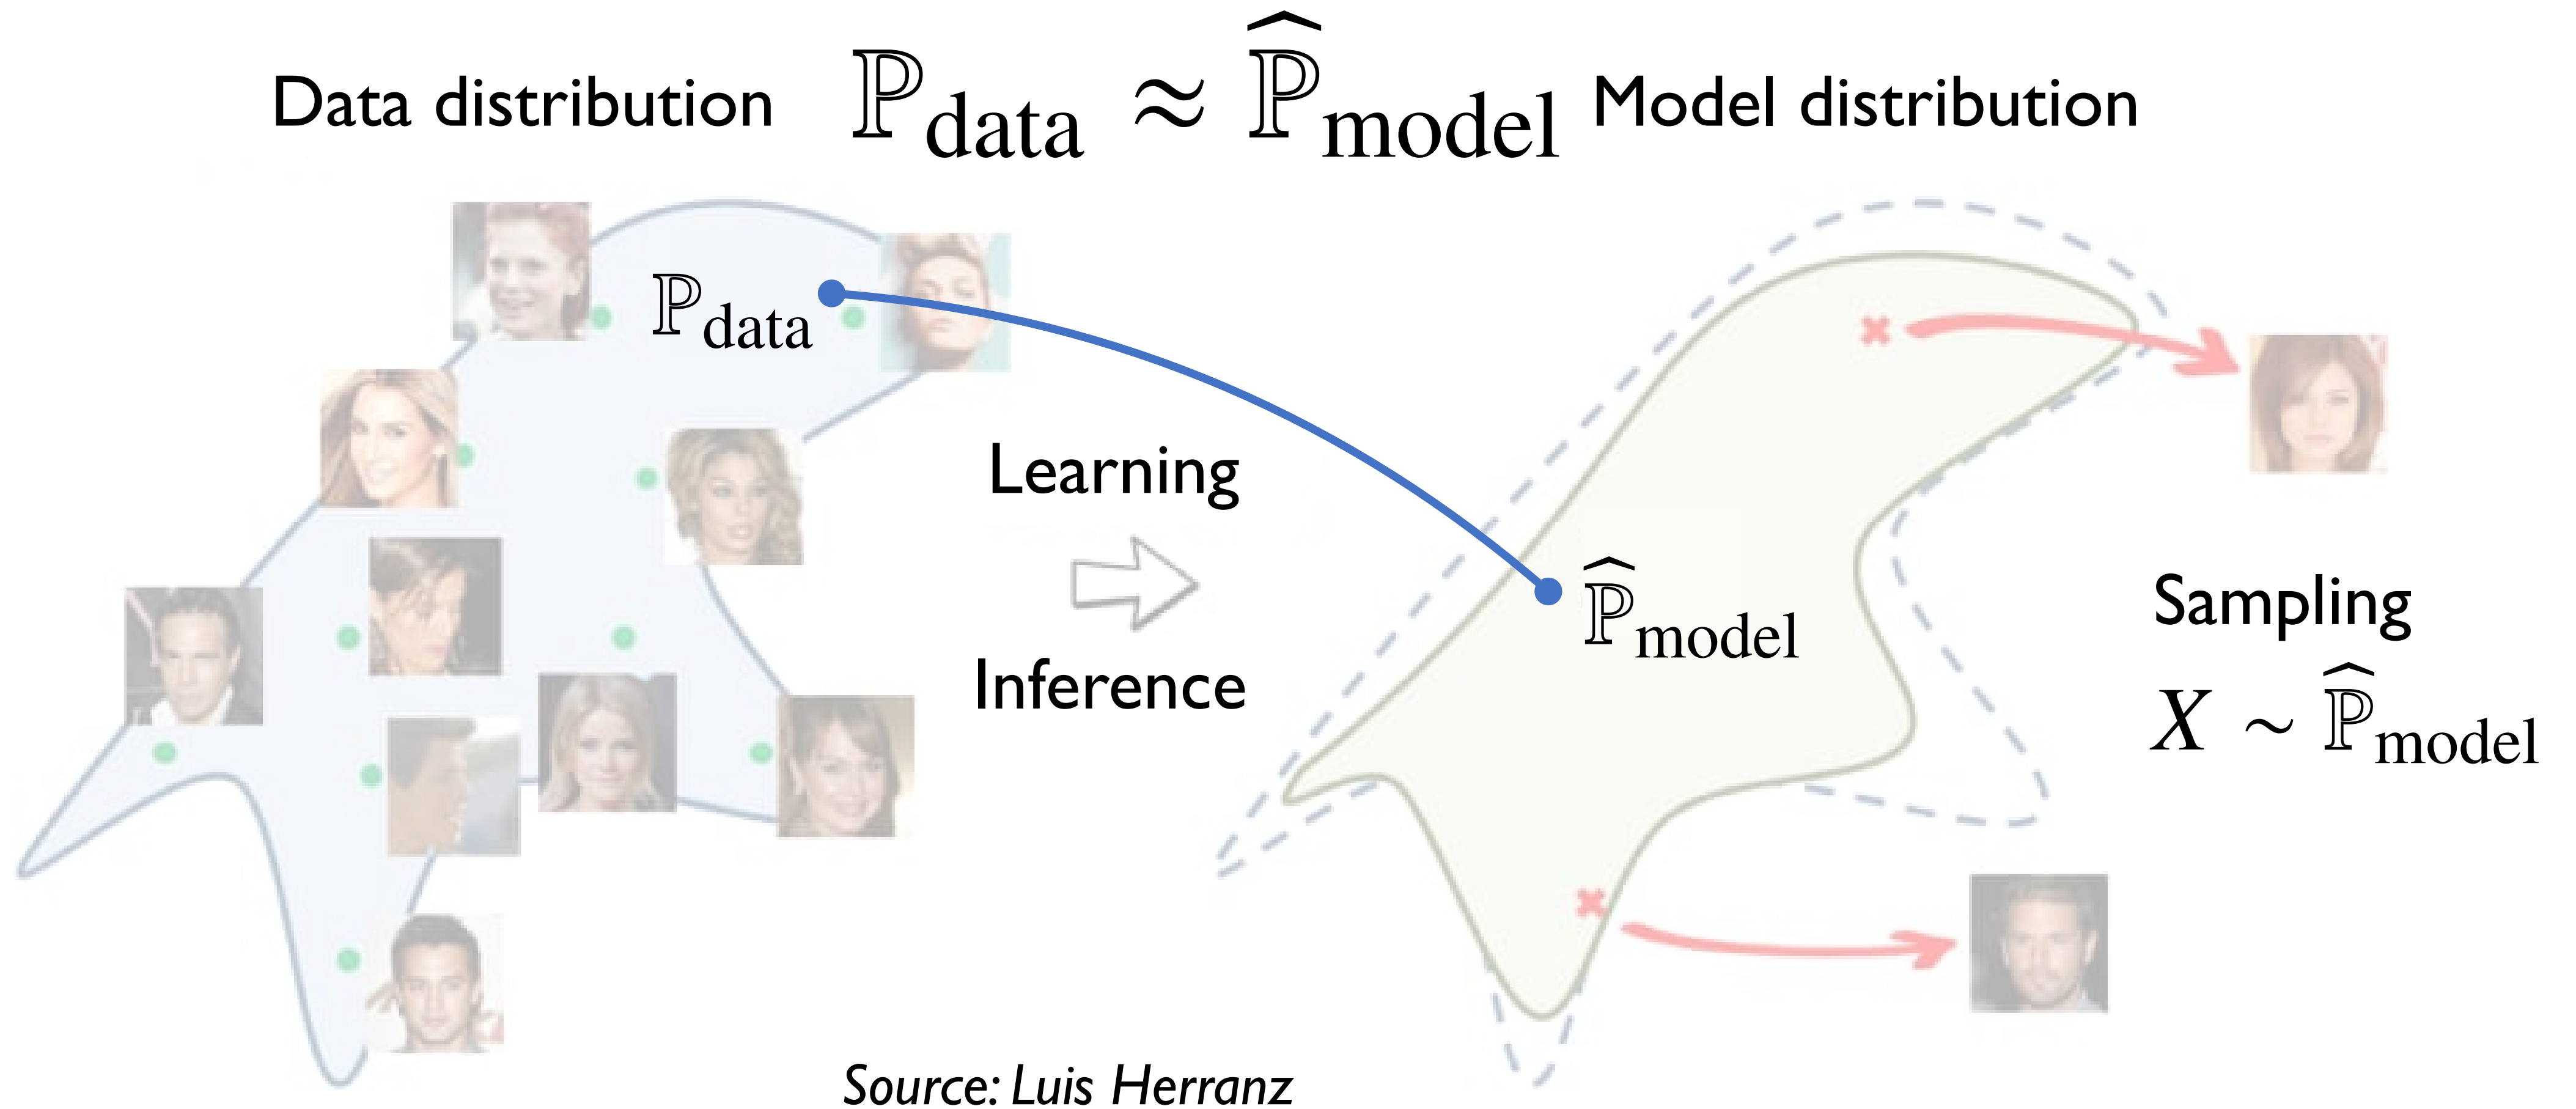 Data distribution ℙdata ≈ ℙ̂model Model distribution
ℙdata
Learning
Inference
ℙ̂model
Sampling
X ~ ℙ̂model
Source: Luis Herranz